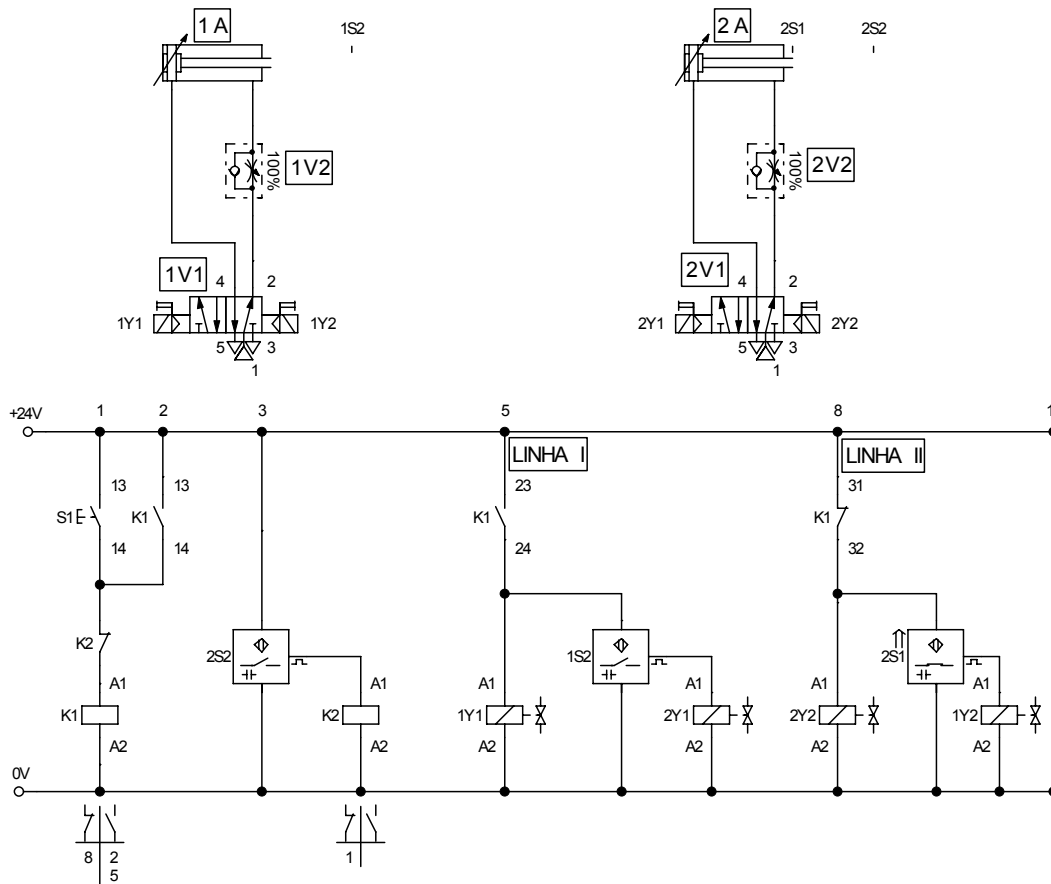 1A 1S2 2A 2S1 2S2
100% 1V2 100% 2V2
1V1 4 2 2V1 4 2
1Y1 1Y2 2Y1 2Y2
5 3 5 3
1 1
+24V 1 2 3 5 8 1
LINHA I LINHA II
13 13 23 31
S1 K1 K1 K1
14 14 24 32
K2 2S2 1S2 2S1
A1 A1 A1 A1 A1 A1
K1 K2 1Y1 2Y1 2Y2 1Y2
A2 A2 A2 A2 A2 A2
0V
8 2 1
5